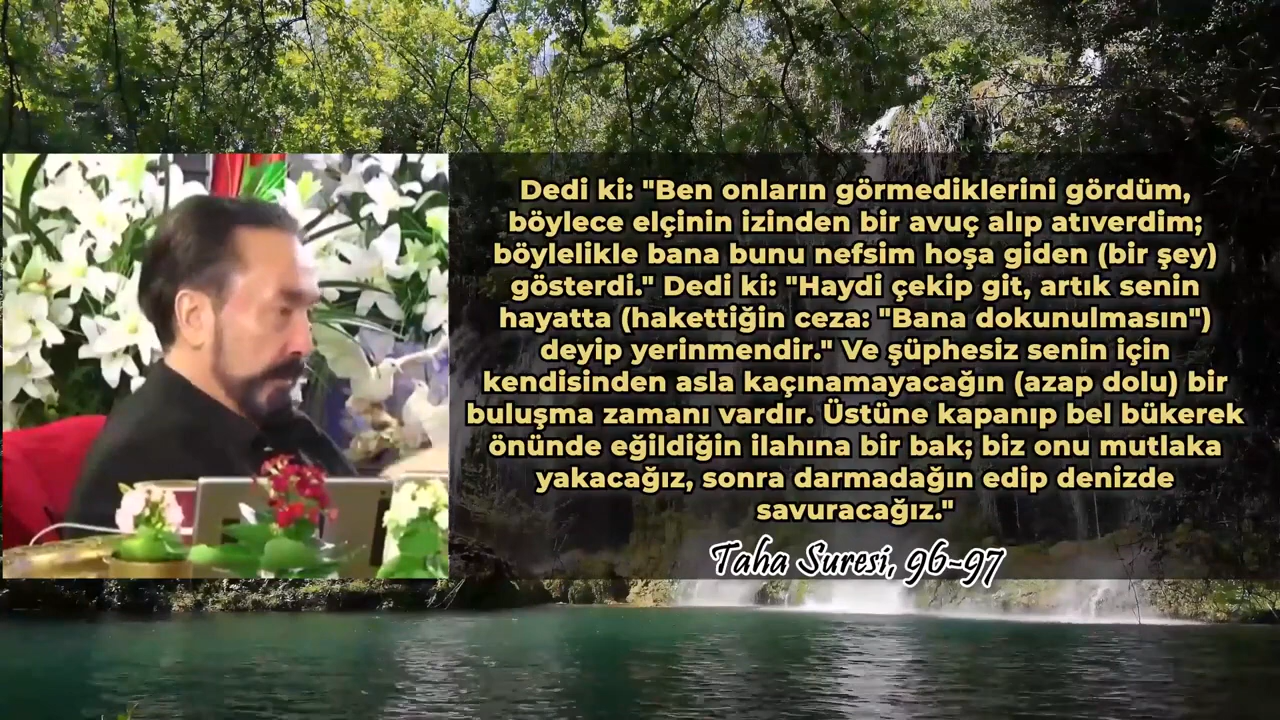 Dedi ki: "Ben onların görmediklerini gördüm,
böylece elçinin izinden bir avuç alıp atıverdim;
böylelikle bana bunu nefsim hoşa giden (bir şey)
gösterdi." Dedi ki: "Haydi çekip git, artık senin
hayatta (hakettiğin ceza: "Bana dokunulmasın")
deyip yerinmendir." Ve şüphesiz senin için
kendisinden asla kaçınamayacağın (azap dolu) bir
buluşma zamanı vardır. Üstüne kapanıp bel bükerek
önünde eğildiğin ilahına bir bak; biz onu mutlaka
yakacağız, sonra darmadağın edip denizde
savuracağız."
Taha Suresi, 96-97